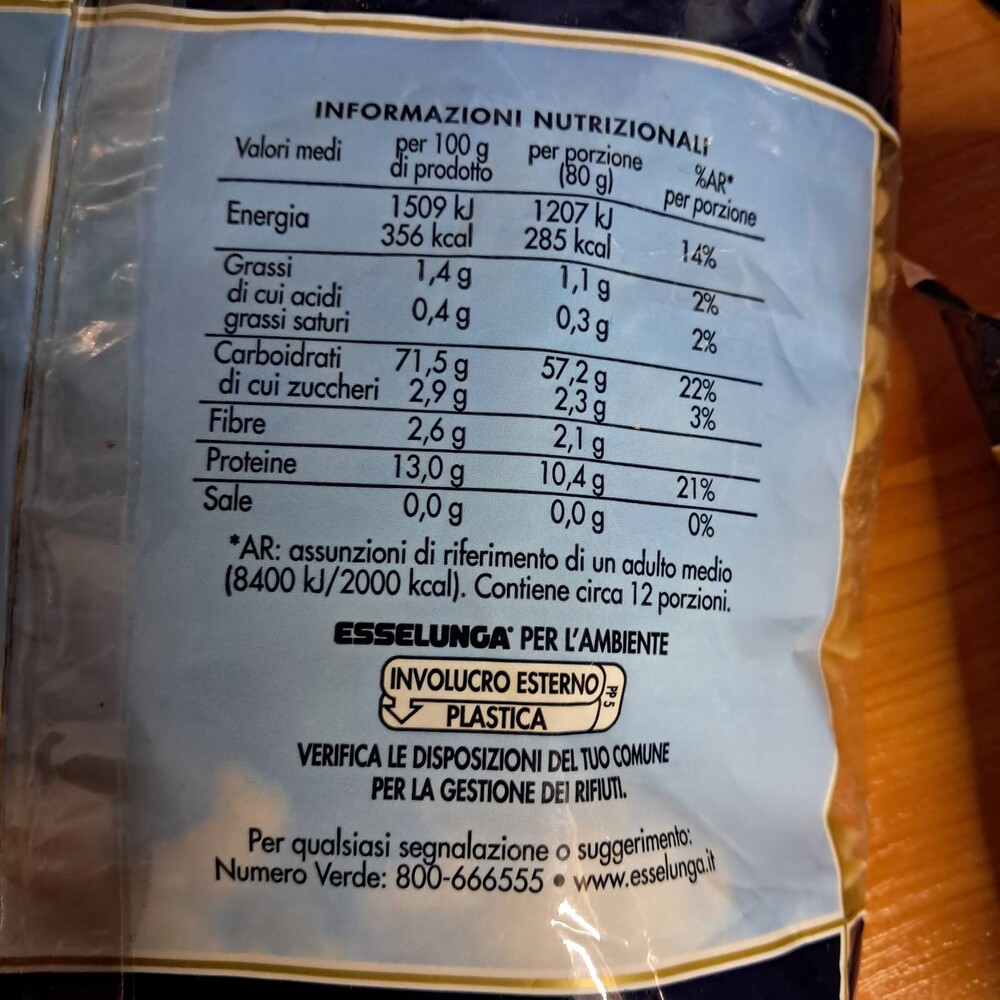 INFORMAZIONI NUTRIZIONALI
Valori medi per 100 g di prodotto per porzione (80 g) %AR* per porzione
Energia 1509 kJ 1207 kJ
356 kcal 285 kcal 14%
Grassi 1,4 g 1,1 g 2%
di cui acidi
grassi saturi 0,4 g 0,3 g 2%
Carboidrati 71,5 g 57,2 g 22%
di cui zuccheri 2,9 g 2,3 g 3%
Fibre 2,6 g 2,1 g
Proteine 13,0 g 10,4 g 21%
Sale 0,0 g 0,0 g 0%
*AR: assunzioni di riferimento di un adulto medio
(8400 kJ/2000 kcal). Contiene circa 12 porzioni.
ESSELUNGA® PER L'AMBIENTE
INVOLUCRO ESTERNO
PLASTICA
PP 5
VERIFICA LE DISPOSIZIONI DEL TUO COMUNE
PER LA GESTIONE DEI RIFIUTI.
Per qualsiasi segnalazione o suggerimento:
Numero Verde: 800-666555 • www.esselunga.it